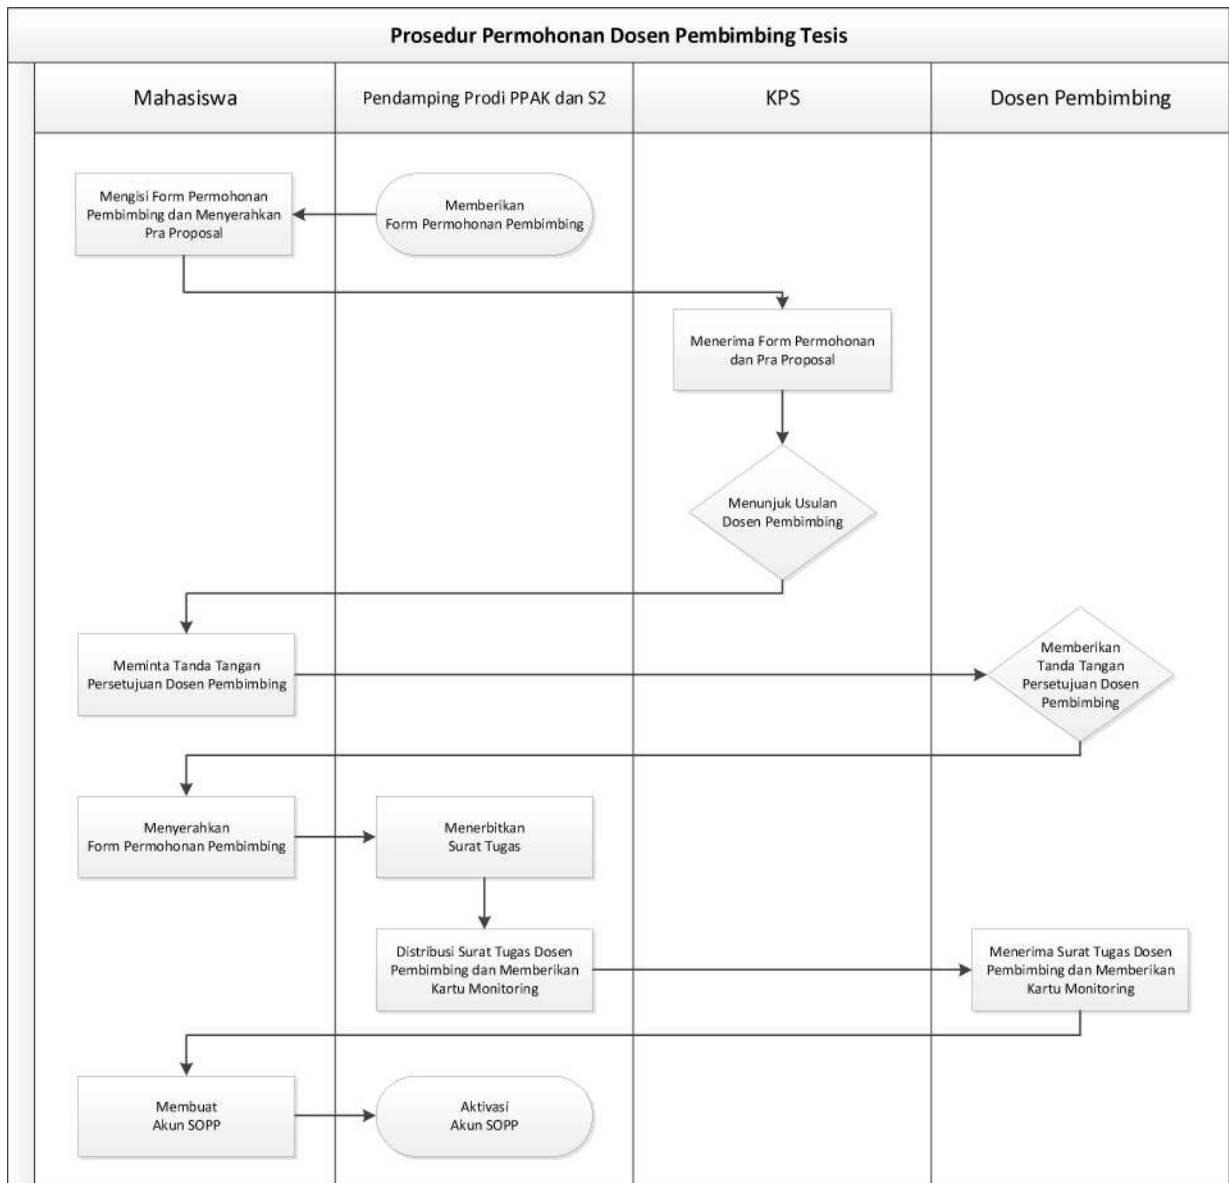 Prosedur Permohonan Dosen Pembimbing Tesis
Mahasiswa
Pendamping Prodi PPAK dan S2
KPS
Dosen Pembimbing
Mengisi Form Permohonan
Pembimbing dan Menyerahkan
Pra Proposal
Memberikan
Form Permohonan Pembimbing
Menerima Form Permohonan
dan Pra Proposal
Menunjuk Usulan
Dosen Pembimbing
Meminta Tanda Tangan
Persetujuan Dosen Pembimbing
Memberikan
Tanda Tangan
Persetujuan Dosen
Pembimbing
Menyerahkan
Form Permohonan Pembimbing
Menerbitkan
Surat Tugas
Distribusi Surat Tugas Dosen
Pembimbing dan Memberikan
Kartu Monitoring
Menerima Surat Tugas Dosen
Pembimbing dan Memberikan
Kartu Monitoring
Membuat
Akun SOPP
Aktivasi
Akun SOPP